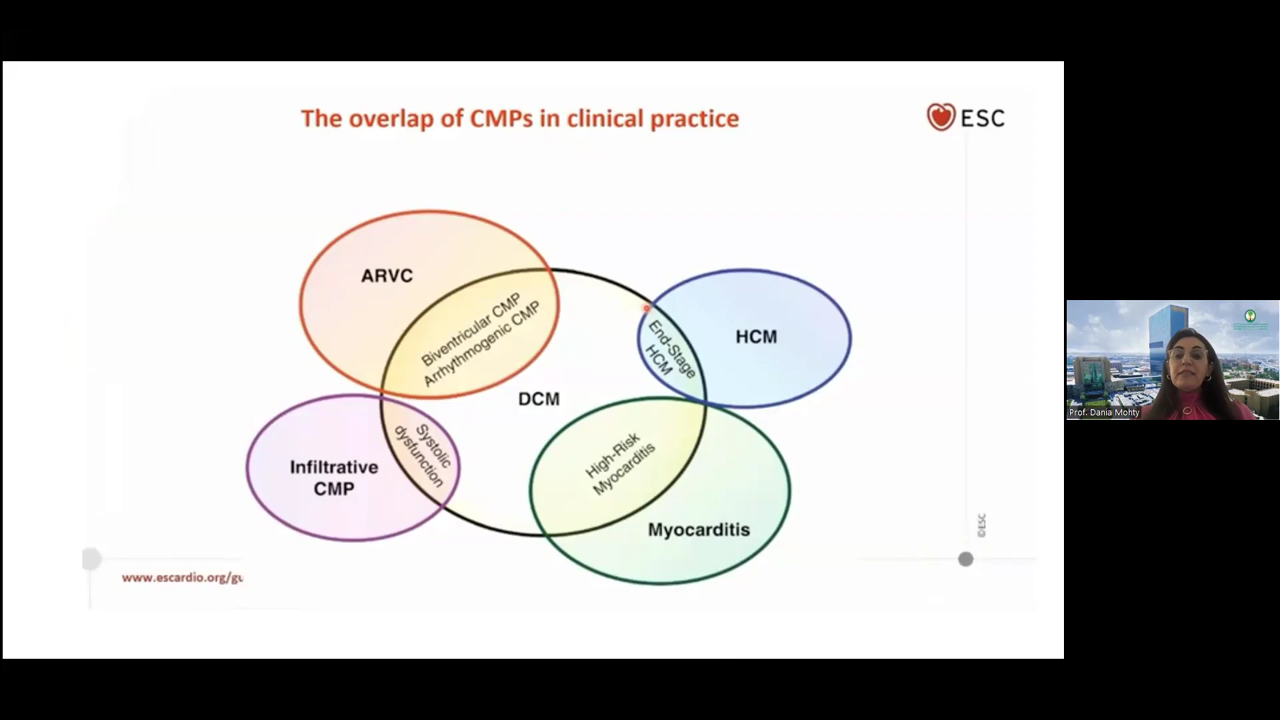 The overlap of CMPs in clinical practice
ESC
ARVC
Biventricular CMP
Arrhythmogenic CMP
End-Stage
HCM
HCM
DCM
Systolic
dysfunction
Infiltrative
CMP
High-Risk
Myocarditis
Myocarditis
©ESC
www.escardio.org/gu
Prof. Dania Mohty